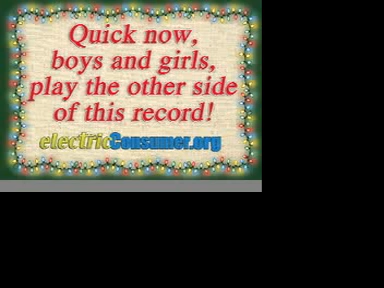 Quick now,
boys and girls,
play the other side
of this record!
electricConsumer.org